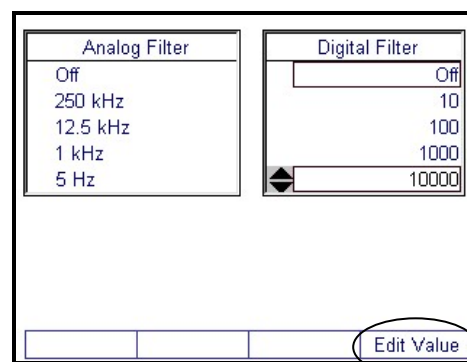 Analog Filter
Off
250 kHz
12.5 kHz
1 kHz
5 Hz
Digital Filter
Off
10
100
1000
10000
Edit Value